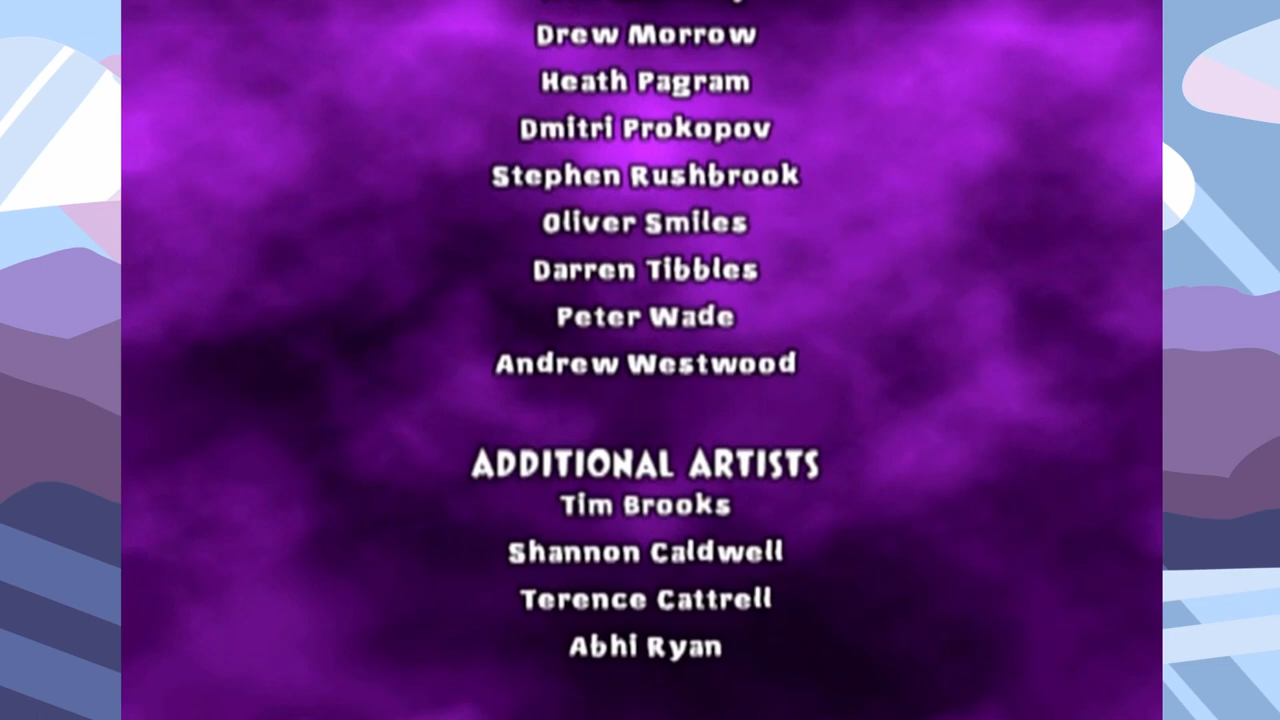 Drew Morrow
Heath Pagram
Dmitri Prokopov
Stephen Rushbrook
Oliver Smiles
Darren Tibbles
Peter Wade
Andrew Westwood
ADDITIONAL ARTISTS
Tim Brooks
Shannon Caldwell
Terence Cattrell
Abhi Ryan